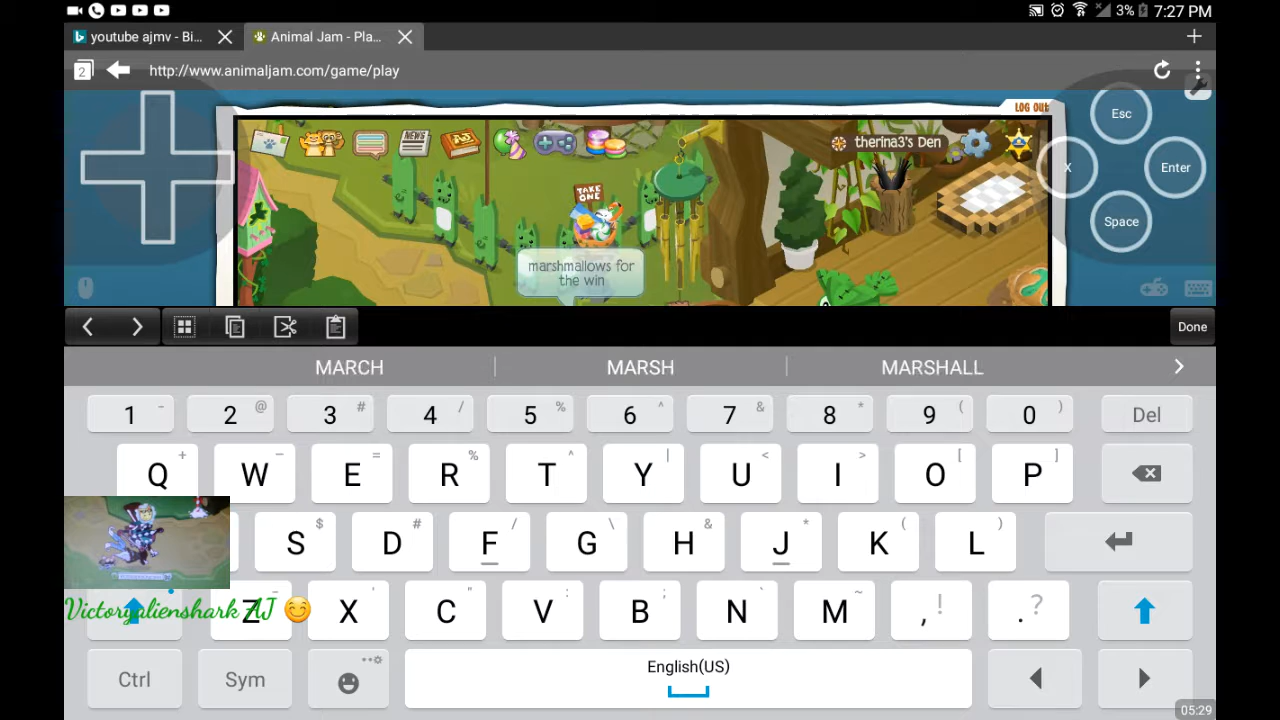 3% 7:27 PM
youtube ajmv - Bi...
Animal Jam - Pla...
2
http://www.animaljam.com/game/play
LOG OUT
NEWS
therina3's Den
TAKE ONE
marshmallows for
the win
Esc
X
Enter
Space
Done
MARCH
MARSH
MARSHALL
1 - 2 @ 3 # 4 / 5 % 6 ^ 7 & 8 * 9 ( 0 ) Del
Q + W E = R % T ^ Y | U < I > O [ P ]
S $ D # F / G \ H & J * K ( L )
Z X ' C " V : B ; N ' M ~ , ! . ?
Victoryalienshark AJ 😊
Ctrl Sym English(US)
05:29